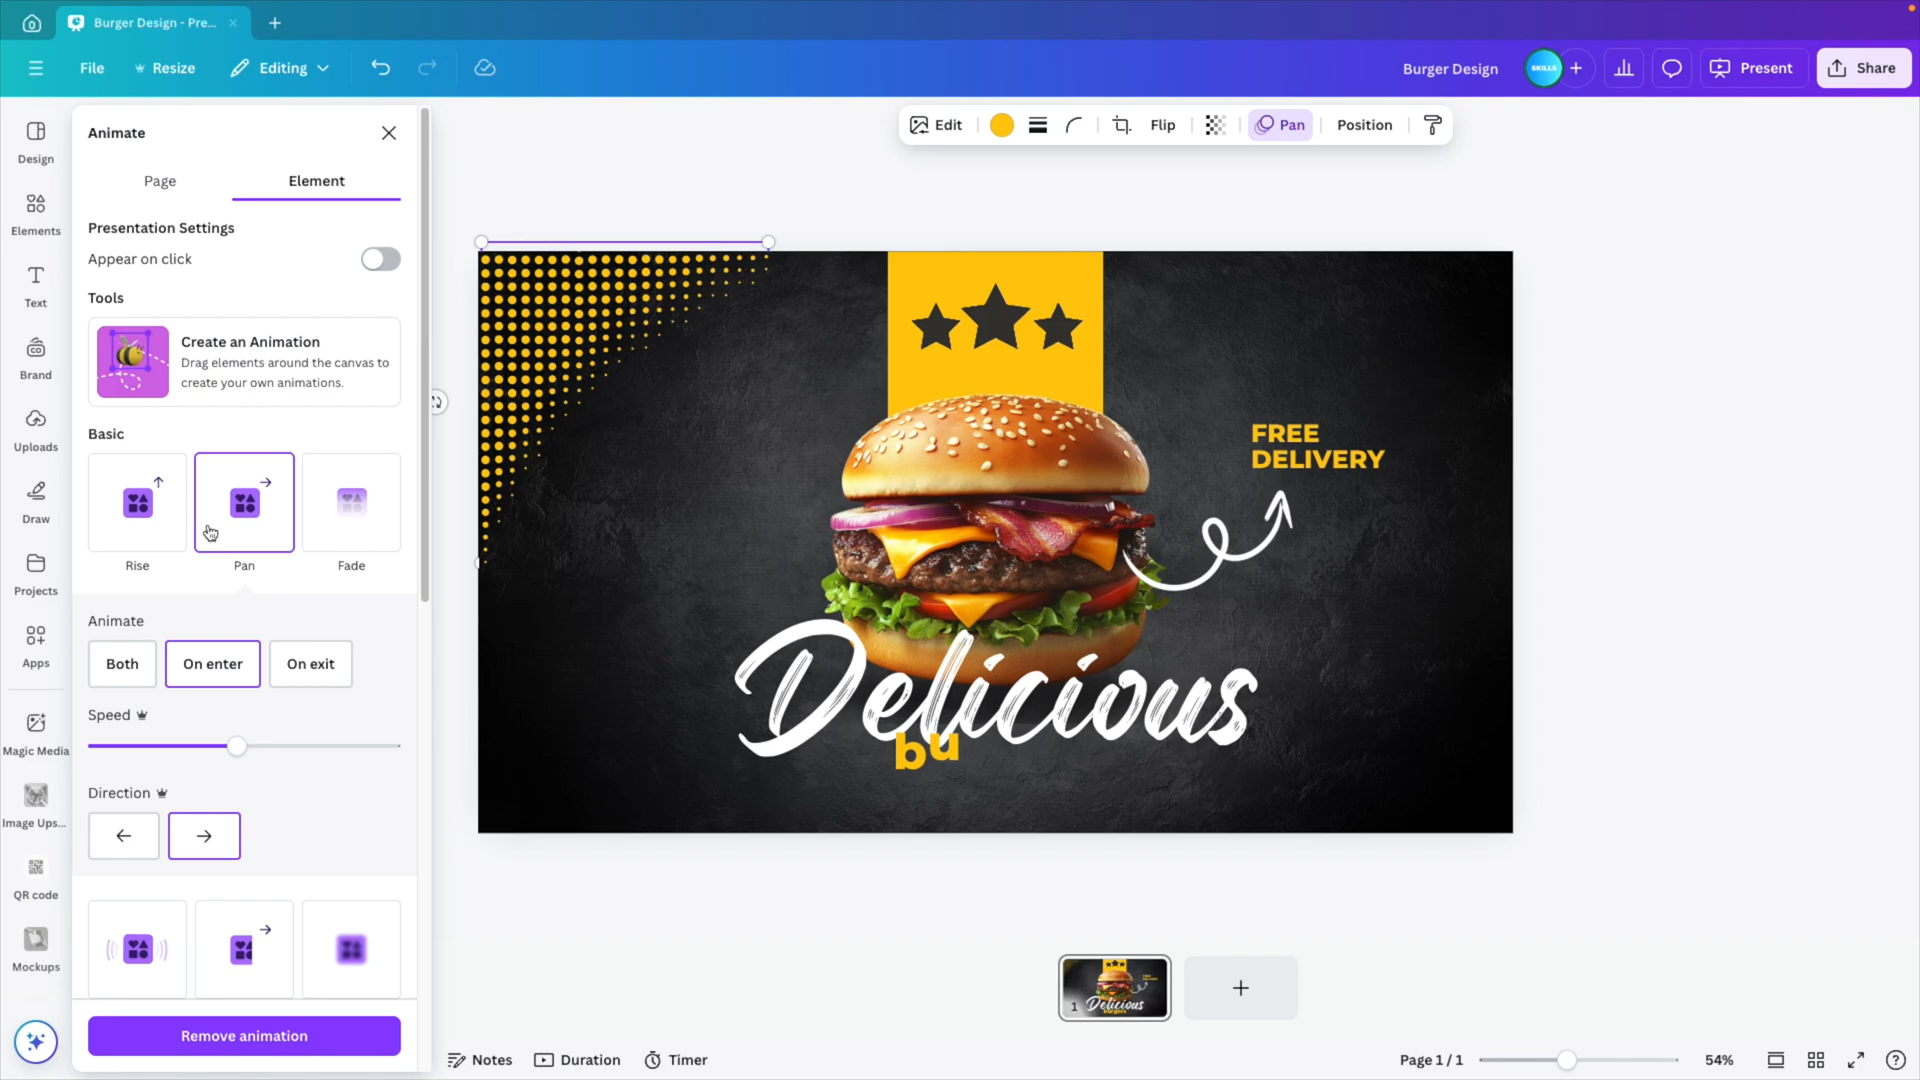 Burger Design - Pre...
File
Resize
Editing
Burger Design
SKILLS
Present
Share
Design
Elements
Text
Brand
Uploads
Draw
Projects
Apps
Magic Media
Image Ups...
QR code
Mockups
Animate
Page
Element
Presentation Settings
Appear on click
Tools
Create an Animation
Drag elements around the canvas to
create your own animations.
Basic
Rise
Pan
Fade
Animate
Both
On enter
On exit
Speed
Direction
Remove animation
Edit
Flip
Pan
Position
FREE
DELIVERY
Delicious
bu
1
Delicious
burgers
Notes
Duration
Timer
Page 1 / 1
54%